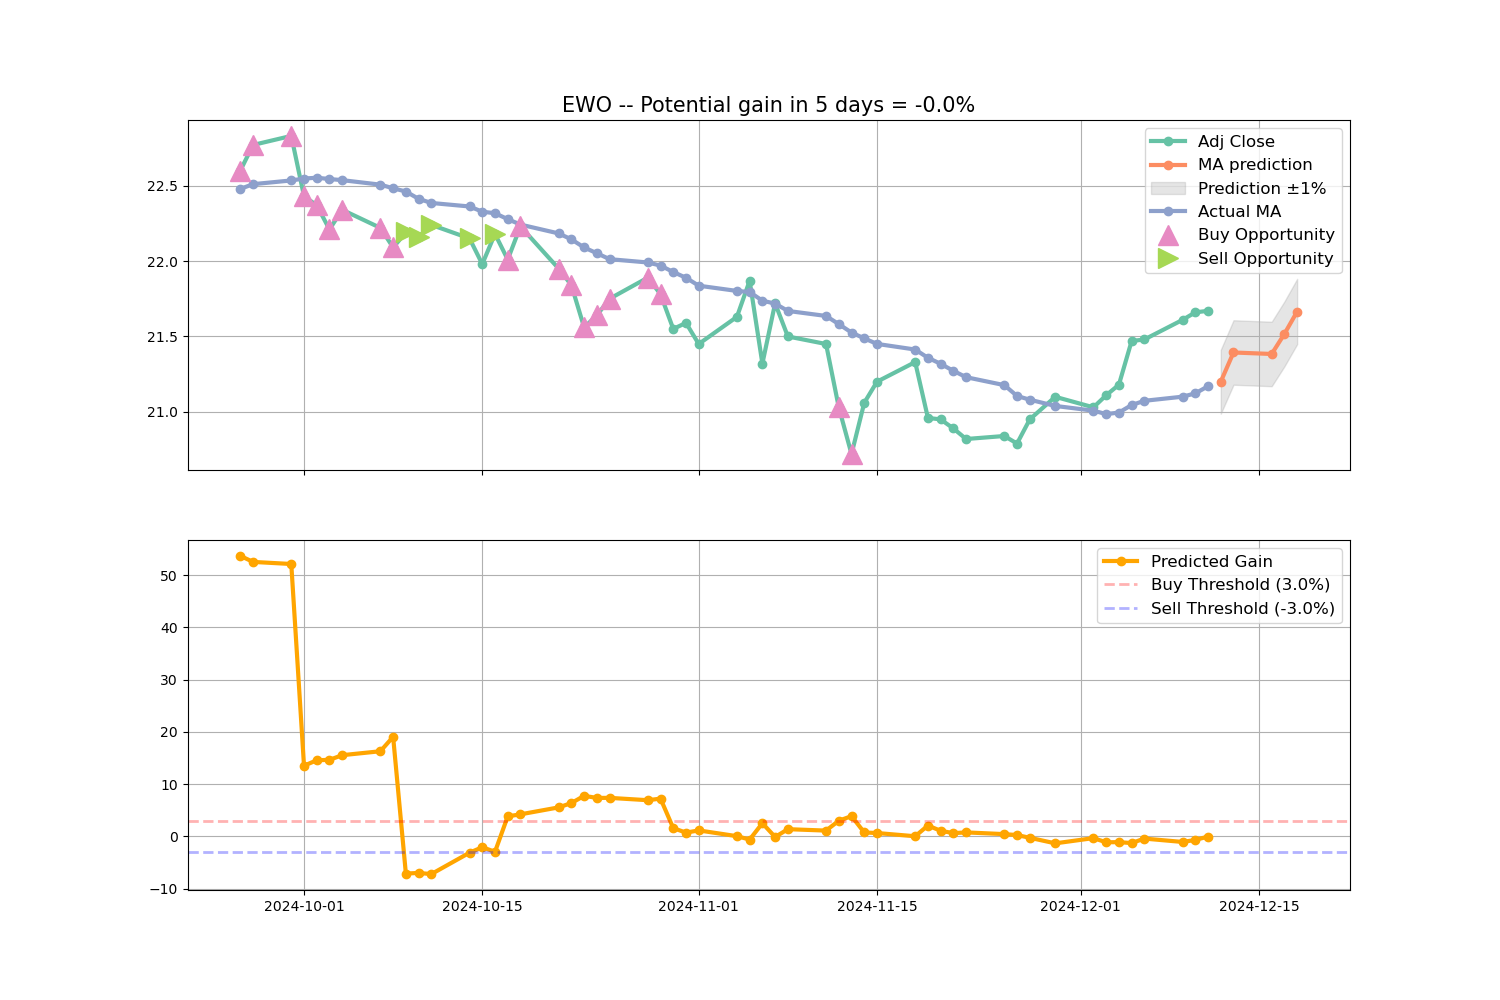 EWO -- Potential gain in 5 days = -0.0%
Adj Close
MA prediction
Prediction ±1%
Actual MA
Buy Opportunity
Sell Opportunity
22.5
22.0
21.5
21.0
Predicted Gain
Buy Threshold (3.0%)
Sell Threshold (-3.0%)
50
40
30
20
10
0
−10
2024-10-01
2024-10-15
2024-11-01
2024-11-15
2024-12-01
2024-12-15